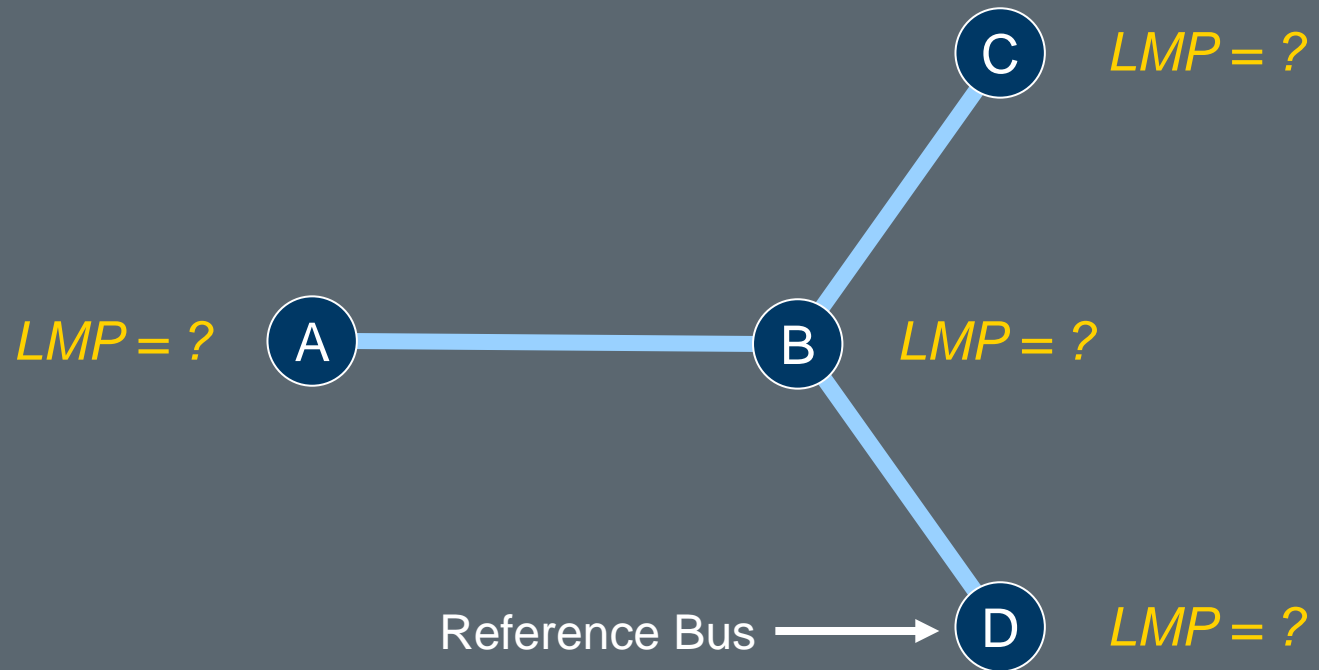 C
LMP = ?
LMP = ?
A
B
LMP = ?
Reference Bus
D
LMP = ?